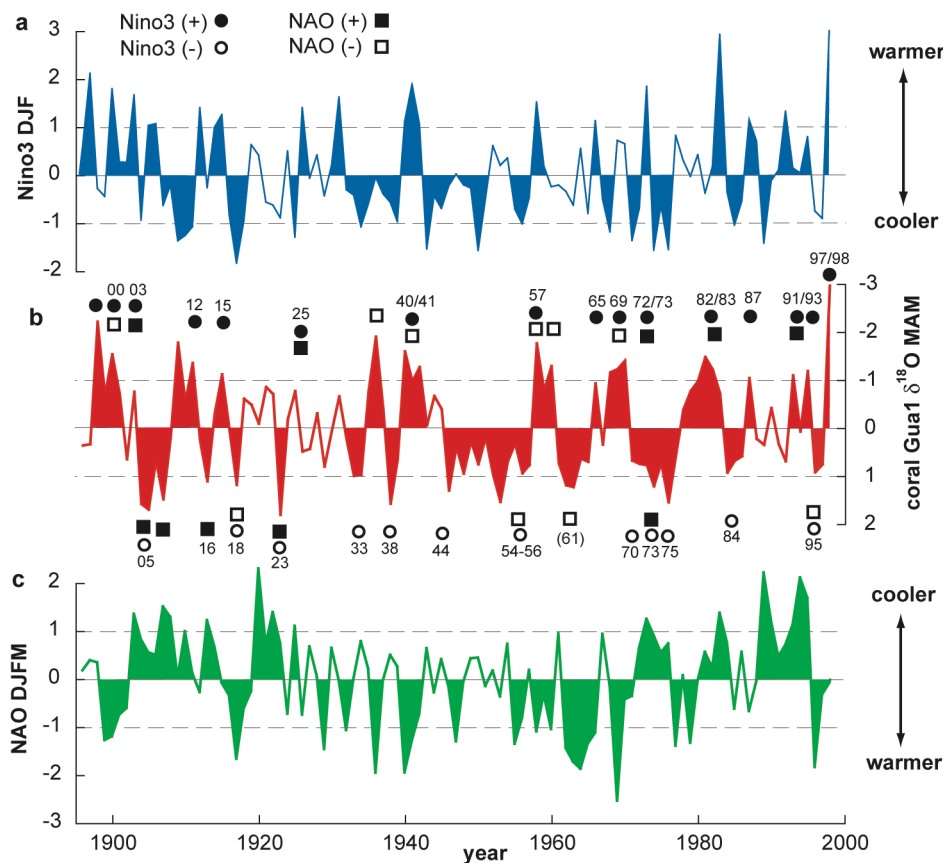 a
Nino3 (+)
NAO (+)
Nino3 (-)
NAO (-)
3
2
1
0
-1
-2
Nino3 DJF
warmer
cooler
97/98
b
00 03
12
15
25
40/41
57
65 69 72/73
82/83
87
91/93
-3
-2
-1
0
1
2
coral Gua1 δ18O MAM
05
16
18
23
33
38
44
54-56
(61)
70 73 75
84
95
c
2
1
0
-1
-2
-3
NAO DJFM
cooler
warmer
1900
1920
1940
1960
1980
2000
year